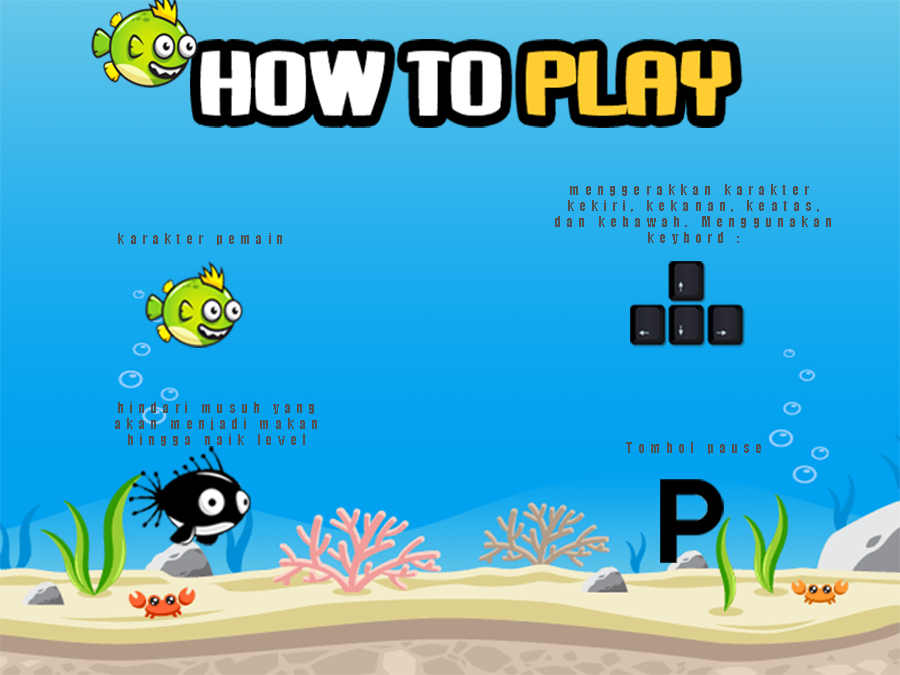 HOW TO PLAY
karakter pemain
hindari musuh yang
akan menjadi makan
hingga naik level
menggerakkan karakter
kekiri, kekanan, keatas,
dan kebawah. Menggunakan
keybord :
↑
← ↓ →
Tombol pause
P